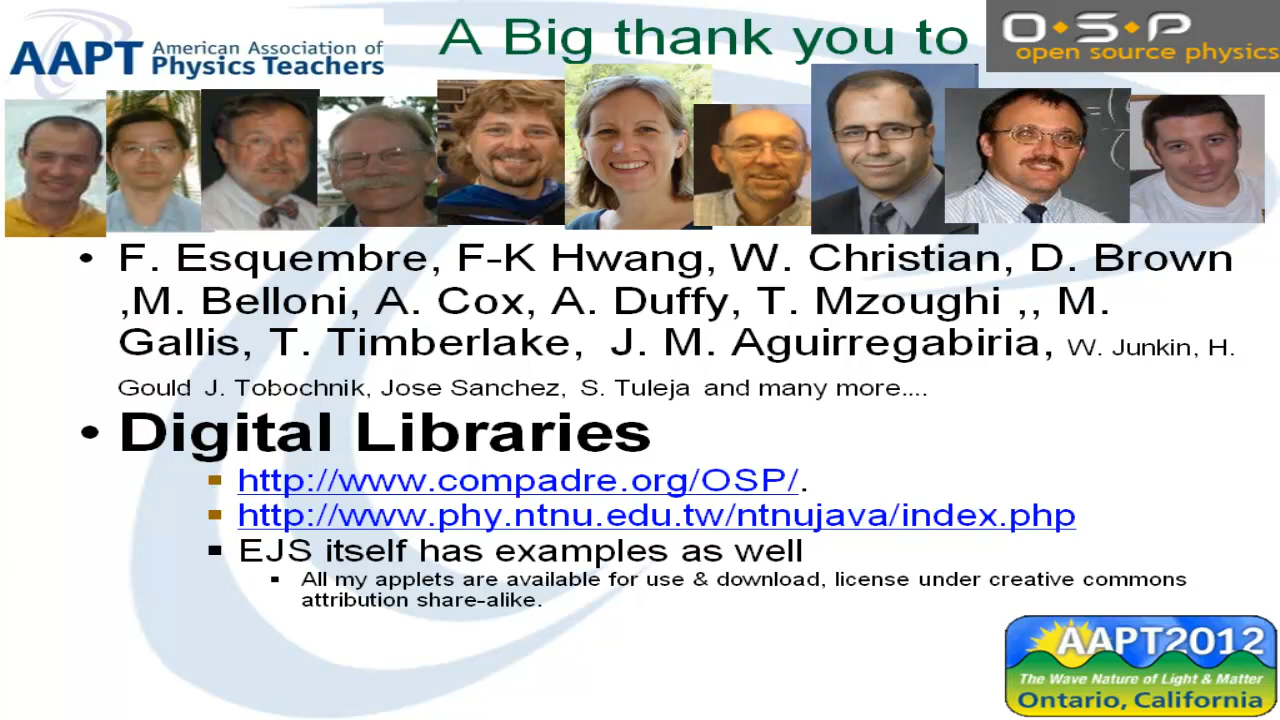 AAPT American Association of
Physics Teachers
A Big thank you to
O·S·P
open source physics
• F. Esquembre, F-K Hwang, W. Christian, D. Brown
,M. Belloni, A. Cox, A. Duffy, T. Mzoughi ,, M.
Gallis, T. Timberlake, J. M. Aguirregabiria, W. Junkin, H.
Gould J. Tobochnik, Jose Sanchez, S. Tuleja and many more....
• Digital Libraries
▪ http://www.compadre.org/OSP/.
▪ http://www.phy.ntnu.edu.tw/ntnujava/index.php
▪ EJS itself has examples as well
▪ All my applets are available for use & download, license under creative commons
attribution share-alike.
AAPT2012
The Wave Nature of Light & Matter
Ontario, California